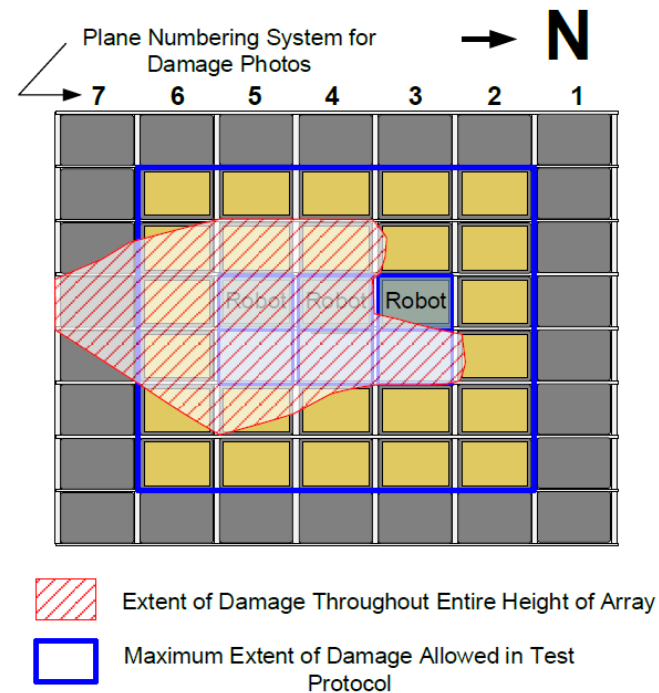 Plane Numbering System for
Damage Photos
N
7 6 5 4 3 2 1
Robot Robot Robot
Extent of Damage Throughout Entire Height of Array
Maximum Extent of Damage Allowed in Test
Protocol